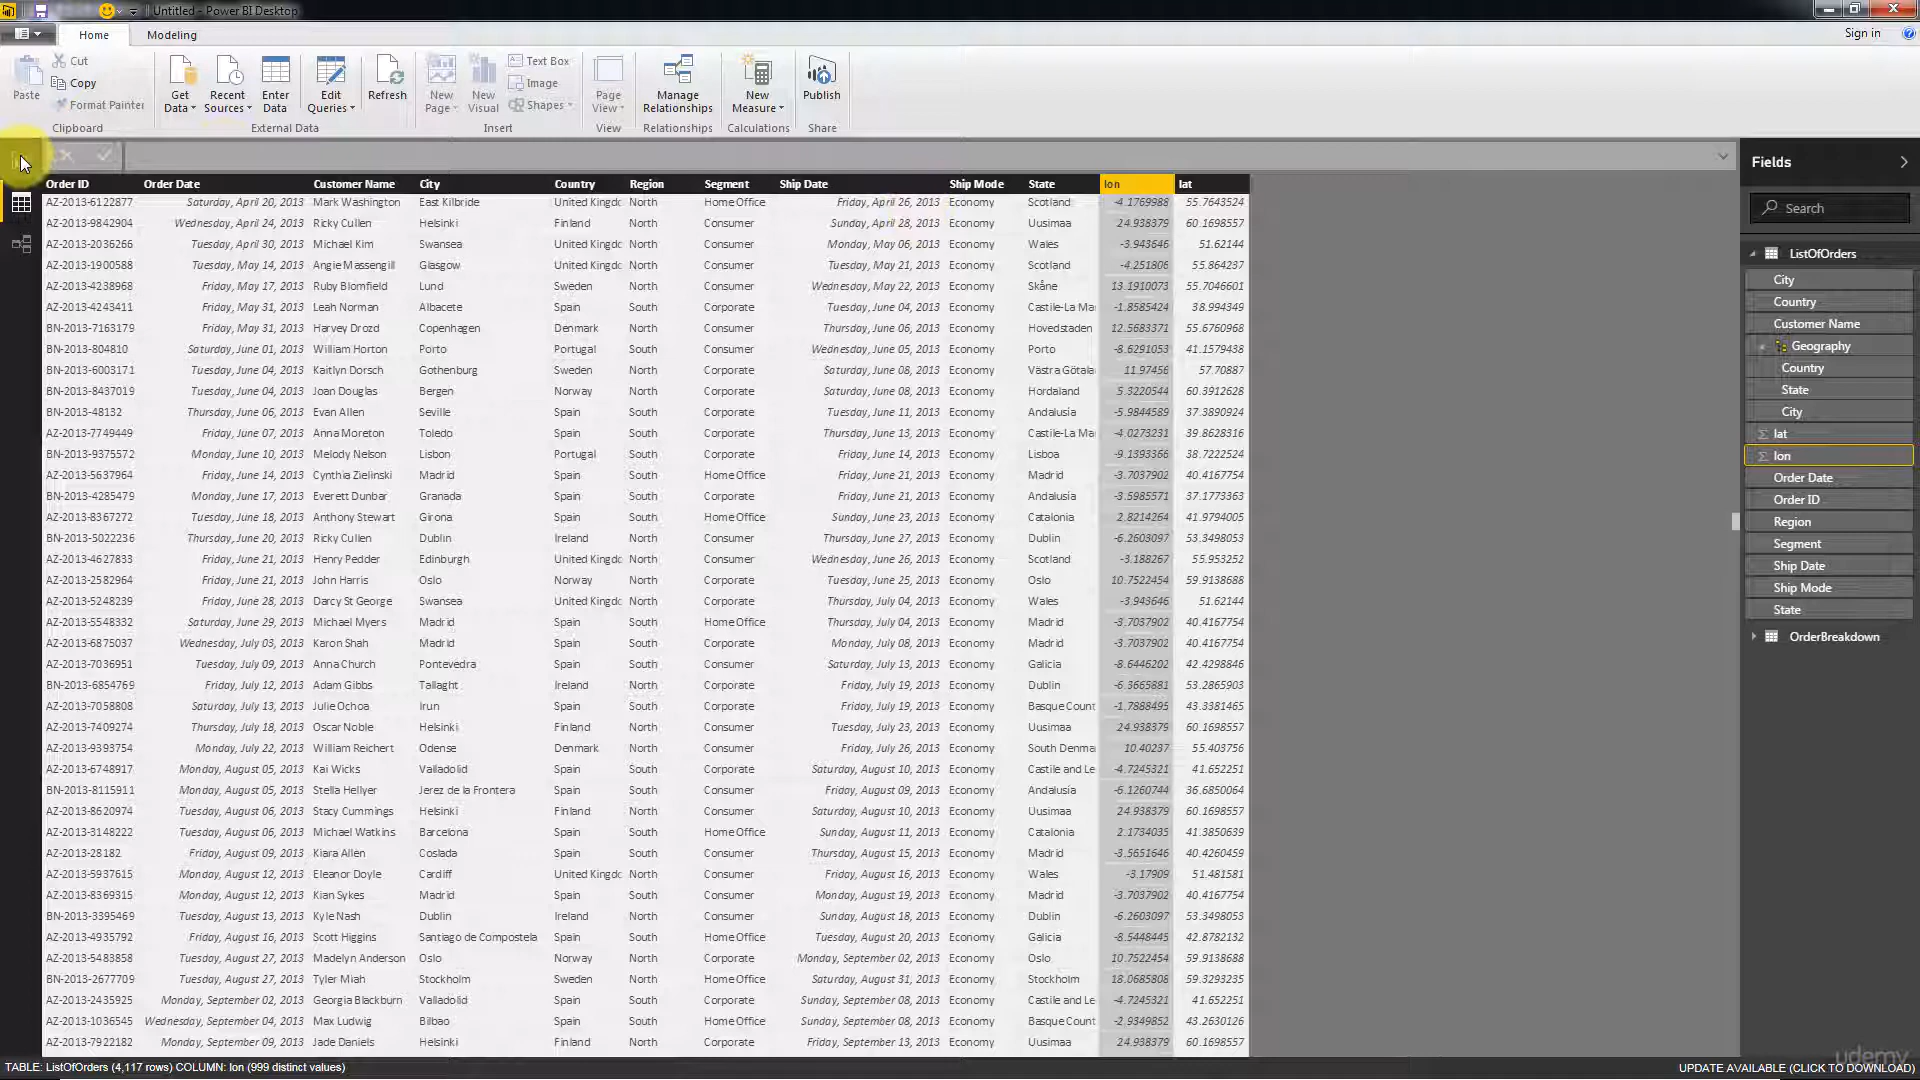 Untitled - Power BI Desktop
Home Modeling Sign in
Paste Cut Copy Format Painter Get Data Recent Sources Enter Data Edit Queries Refresh New Page New Visual Text Box Image Shapes Page View Manage Relationships New Measure Publish
Clipboard External Data Insert View Relationships Calculations Share
Order ID Order Date Customer Name City Country Region Segment Ship Date Ship Mode State lon lat
AZ-2013-6122877 Saturday, April 20, 2013 Mark Washington East Kilbride United Kingdc North Home Office Friday, April 26, 2013 Economy Scotland -4.1769988 55.7643524
AZ-2013-9842904 Wednesday, April 24, 2013 Ricky Cullen Helsinki Finland North Consumer Sunday, April 28, 2013 Economy Uusimaa 24.938379 60.1698557
AZ-2013-2036266 Tuesday, April 30, 2013 Michael Kim Swansea United Kingdc North Consumer Monday, May 06, 2013 Economy Wales -3.943646 51.62144
AZ-2013-1900588 Tuesday, May 14, 2013 Angie Massengill Glasgow United Kingdc North Consumer Tuesday, May 21, 2013 Economy Scotland -4.251806 55.864237
AZ-2013-4238968 Friday, May 17, 2013 Ruby Blomfield Lund Sweden North Consumer Wednesday, May 22, 2013 Economy Skåne 13.1910073 55.7046601
AZ-2013-4243411 Friday, May 31, 2013 Leah Norman Albacete Spain South Corporate Tuesday, June 04, 2013 Economy Castile-La Ma -1.8585424 38.994349
BN-2013-7163179 Friday, May 31, 2013 Harvey Drozd Copenhagen Denmark North Consumer Thursday, June 06, 2013 Economy Hovedstaden 12.5683371 55.6760968
BN-2013-804810 Saturday, June 01, 2013 William Horton Porto Portugal South Consumer Wednesday, June 05, 2013 Economy Porto -8.6291053 41.1579438
BN-2013-6003171 Tuesday, June 04, 2013 Kaitlyn Dorsch Gothenburg Sweden North Corporate Saturday, June 08, 2013 Economy Västra Götala 11.97456 57.70887
BN-2013-8437019 Tuesday, June 04, 2013 Joan Douglas Bergen Norway North Corporate Saturday, June 08, 2013 Economy Hordaland 5.3220544 60.3912628
BN-2013-48132 Thursday, June 06, 2013 Evan Allen Seville Spain South Corporate Tuesday, June 11, 2013 Economy Andalusía -5.9844589 37.3890924
AZ-2013-7749449 Friday, June 07, 2013 Anna Moreton Toledo Spain South Corporate Thursday, June 13, 2013 Economy Castile-La Ma -4.0273231 39.8628316
BN-2013-9375572 Monday, June 10, 2013 Melody Nelson Lisbon Portugal South Corporate Friday, June 14, 2013 Economy Lisboa -9.1393366 38.7222524
AZ-2013-5637964 Friday, June 14, 2013 Cynthia Zielinski Madrid Spain South Home Office Friday, June 21, 2013 Economy Madrid -3.7037902 40.4167754
BN-2013-4285479 Monday, June 17, 2013 Everett Dunbar Granada Spain South Corporate Friday, June 21, 2013 Economy Andalusía -3.5985571 37.1773363
AZ-2013-8367272 Tuesday, June 18, 2013 Anthony Stewart Girona Spain South Home Office Sunday, June 23, 2013 Economy Catalonia 2.8214264 41.9794005
BN-2013-5022236 Thursday, June 20, 2013 Ricky Cullen Dublin Ireland North Consumer Thursday, June 27, 2013 Economy Dublin -6.2603097 53.3498053
AZ-2013-4627833 Friday, June 21, 2013 Henry Pedder Edinburgh United Kingdc North Consumer Wednesday, June 26, 2013 Economy Scotland -3.188267 55.953252
AZ-2013-2582964 Friday, June 21, 2013 John Harris Oslo Norway North Corporate Tuesday, June 25, 2013 Economy Oslo 10.7522454 59.9138688
AZ-2013-5248239 Friday, June 28, 2013 Darcy St George Swansea United Kingdc North Corporate Thursday, July 04, 2013 Economy Wales -3.943646 51.62144
AZ-2013-5548332 Saturday, June 29, 2013 Michael Myers Madrid Spain South Home Office Thursday, July 04, 2013 Economy Madrid -3.7037902 40.4167754
AZ-2013-6875037 Wednesday, July 03, 2013 Karon Shah Madrid Spain South Corporate Monday, July 08, 2013 Economy Madrid -3.7037902 40.4167754
AZ-2013-7036951 Tuesday, July 09, 2013 Anna Church Pontevedra Spain South Consumer Saturday, July 13, 2013 Economy Galicia -8.6446202 42.4298846
BN-2013-6854769 Friday, July 12, 2013 Adam Gibbs Tallaght Ireland North Corporate Friday, July 19, 2013 Economy Dublin -6.3665881 53.2865903
AZ-2013-7058808 Saturday, July 13, 2013 Julie Ochoa Irun Spain South Corporate Friday, July 19, 2013 Economy Basque Count -1.7888495 43.3381465
AZ-2013-7409274 Thursday, July 18, 2013 Oscar Noble Helsinki Finland North Consumer Tuesday, July 23, 2013 Economy Uusimaa 24.938379 60.1698557
AZ-2013-9393754 Monday, July 22, 2013 William Reichert Odense Denmark North Consumer Friday, July 26, 2013 Economy South Denma 10.40237 55.403756
AZ-2013-6748917 Monday, August 05, 2013 Kai Wicks Valladolid Spain South Corporate Saturday, August 10, 2013 Economy Castile and Le -4.7245321 41.652251
BN-2013-8115911 Monday, August 05, 2013 Stella Hellyer Jerez de la Frontera Spain South Consumer Friday, August 09, 2013 Economy Andalusía -6.1260744 36.6850064
AZ-2013-8620974 Tuesday, August 06, 2013 Stacy Cummings Helsinki Finland North Consumer Saturday, August 10, 2013 Economy Uusimaa 24.938379 60.1698557
AZ-2013-3148222 Tuesday, August 06, 2013 Michael Watkins Barcelona Spain South Home Office Sunday, August 11, 2013 Economy Catalonia 2.1734035 41.3850639
AZ-2013-28182 Friday, August 09, 2013 Kiara Allen Coslada Spain South Consumer Thursday, August 15, 2013 Economy Madrid -3.5651646 40.4260459
AZ-2013-5937615 Monday, August 12, 2013 Eleanor Doyle Cardiff United Kingdc North Consumer Friday, August 16, 2013 Economy Wales -3.17909 51.481581
AZ-2013-8369315 Monday, August 12, 2013 Kian Sykes Madrid Spain South Consumer Monday, August 19, 2013 Economy Madrid -3.7037902 40.4167754
BN-2013-3395469 Tuesday, August 13, 2013 Kyle Nash Dublin Ireland North Consumer Sunday, August 18, 2013 Economy Dublin -6.2603097 53.3498053
AZ-2013-4935792 Friday, August 16, 2013 Scott Higgins Santiago de Compostela Spain South Home Office Tuesday, August 20, 2013 Economy Galicia -8.5448445 42.8782132
AZ-2013-5483858 Tuesday, August 27, 2013 Madelyn Anderson Oslo Norway North Corporate Monday, September 02, 2013 Economy Oslo 10.7522454 59.9138688
BN-2013-2677709 Tuesday, August 27, 2013 Tyler Miah Stockholm Sweden North Home Office Saturday, August 31, 2013 Economy Stockholm 18.0685808 59.3293235
AZ-2013-2435925 Monday, September 02, 2013 Georgia Blackburn Valladolid Spain South Corporate Sunday, September 08, 2013 Economy Castile and Le -4.7245321 41.652251
AZ-2013-1036545 Wednesday, September 04, 2013 Max Ludwig Bilbao Spain South Home Office Sunday, September 08, 2013 Economy Basque Count -2.9349852 43.2630126
AZ-2013-7922182 Monday, September 09, 2013 Jade Daniels Helsinki Finland North Home Office Friday, September 13, 2013 Economy Uusimaa 24.938379 60.1698557
Fields
Search
ListOfOrders
City
Country
Customer Name
Geography
Country
State
City
lat
lon
Order Date
Order ID
Region
Segment
Ship Date
Ship Mode
State
OrderBreakdown
udemy
TABLE: ListOfOrders (4,117 rows) COLUMN: lon (999 distinct values) UPDATE AVAILABLE (CLICK TO DOWNLOAD)